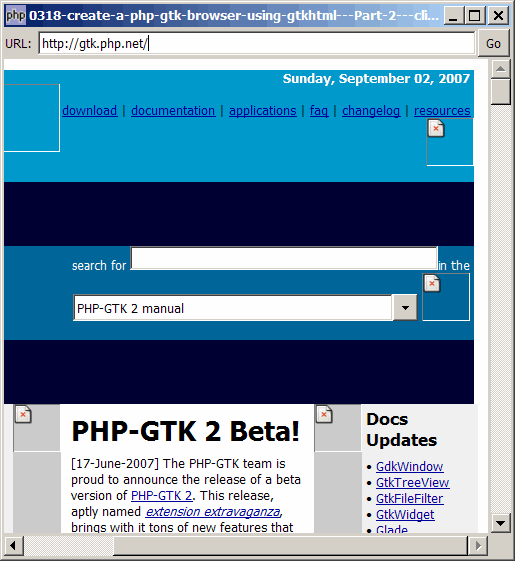 php 0318-create-a-php-gtk-browser-using-gtkhtml---Part-2---cli...
URL: http://gtk.php.net/ Go
Sunday, September 02, 2007
download | documentation | applications | faq | changelog | resources
search for in the
PHP-GTK 2 manual
PHP-GTK 2 Beta!
[17-June-2007] The PHP-GTK team is
proud to announce the release of a beta
version of PHP-GTK 2. This release,
aptly named extension extravaganza,
brings with it tons of new features that
Docs
Updates
• GdkWindow
• GtkTreeView
• GtkFileFilter
• GtkWidget
• Glade